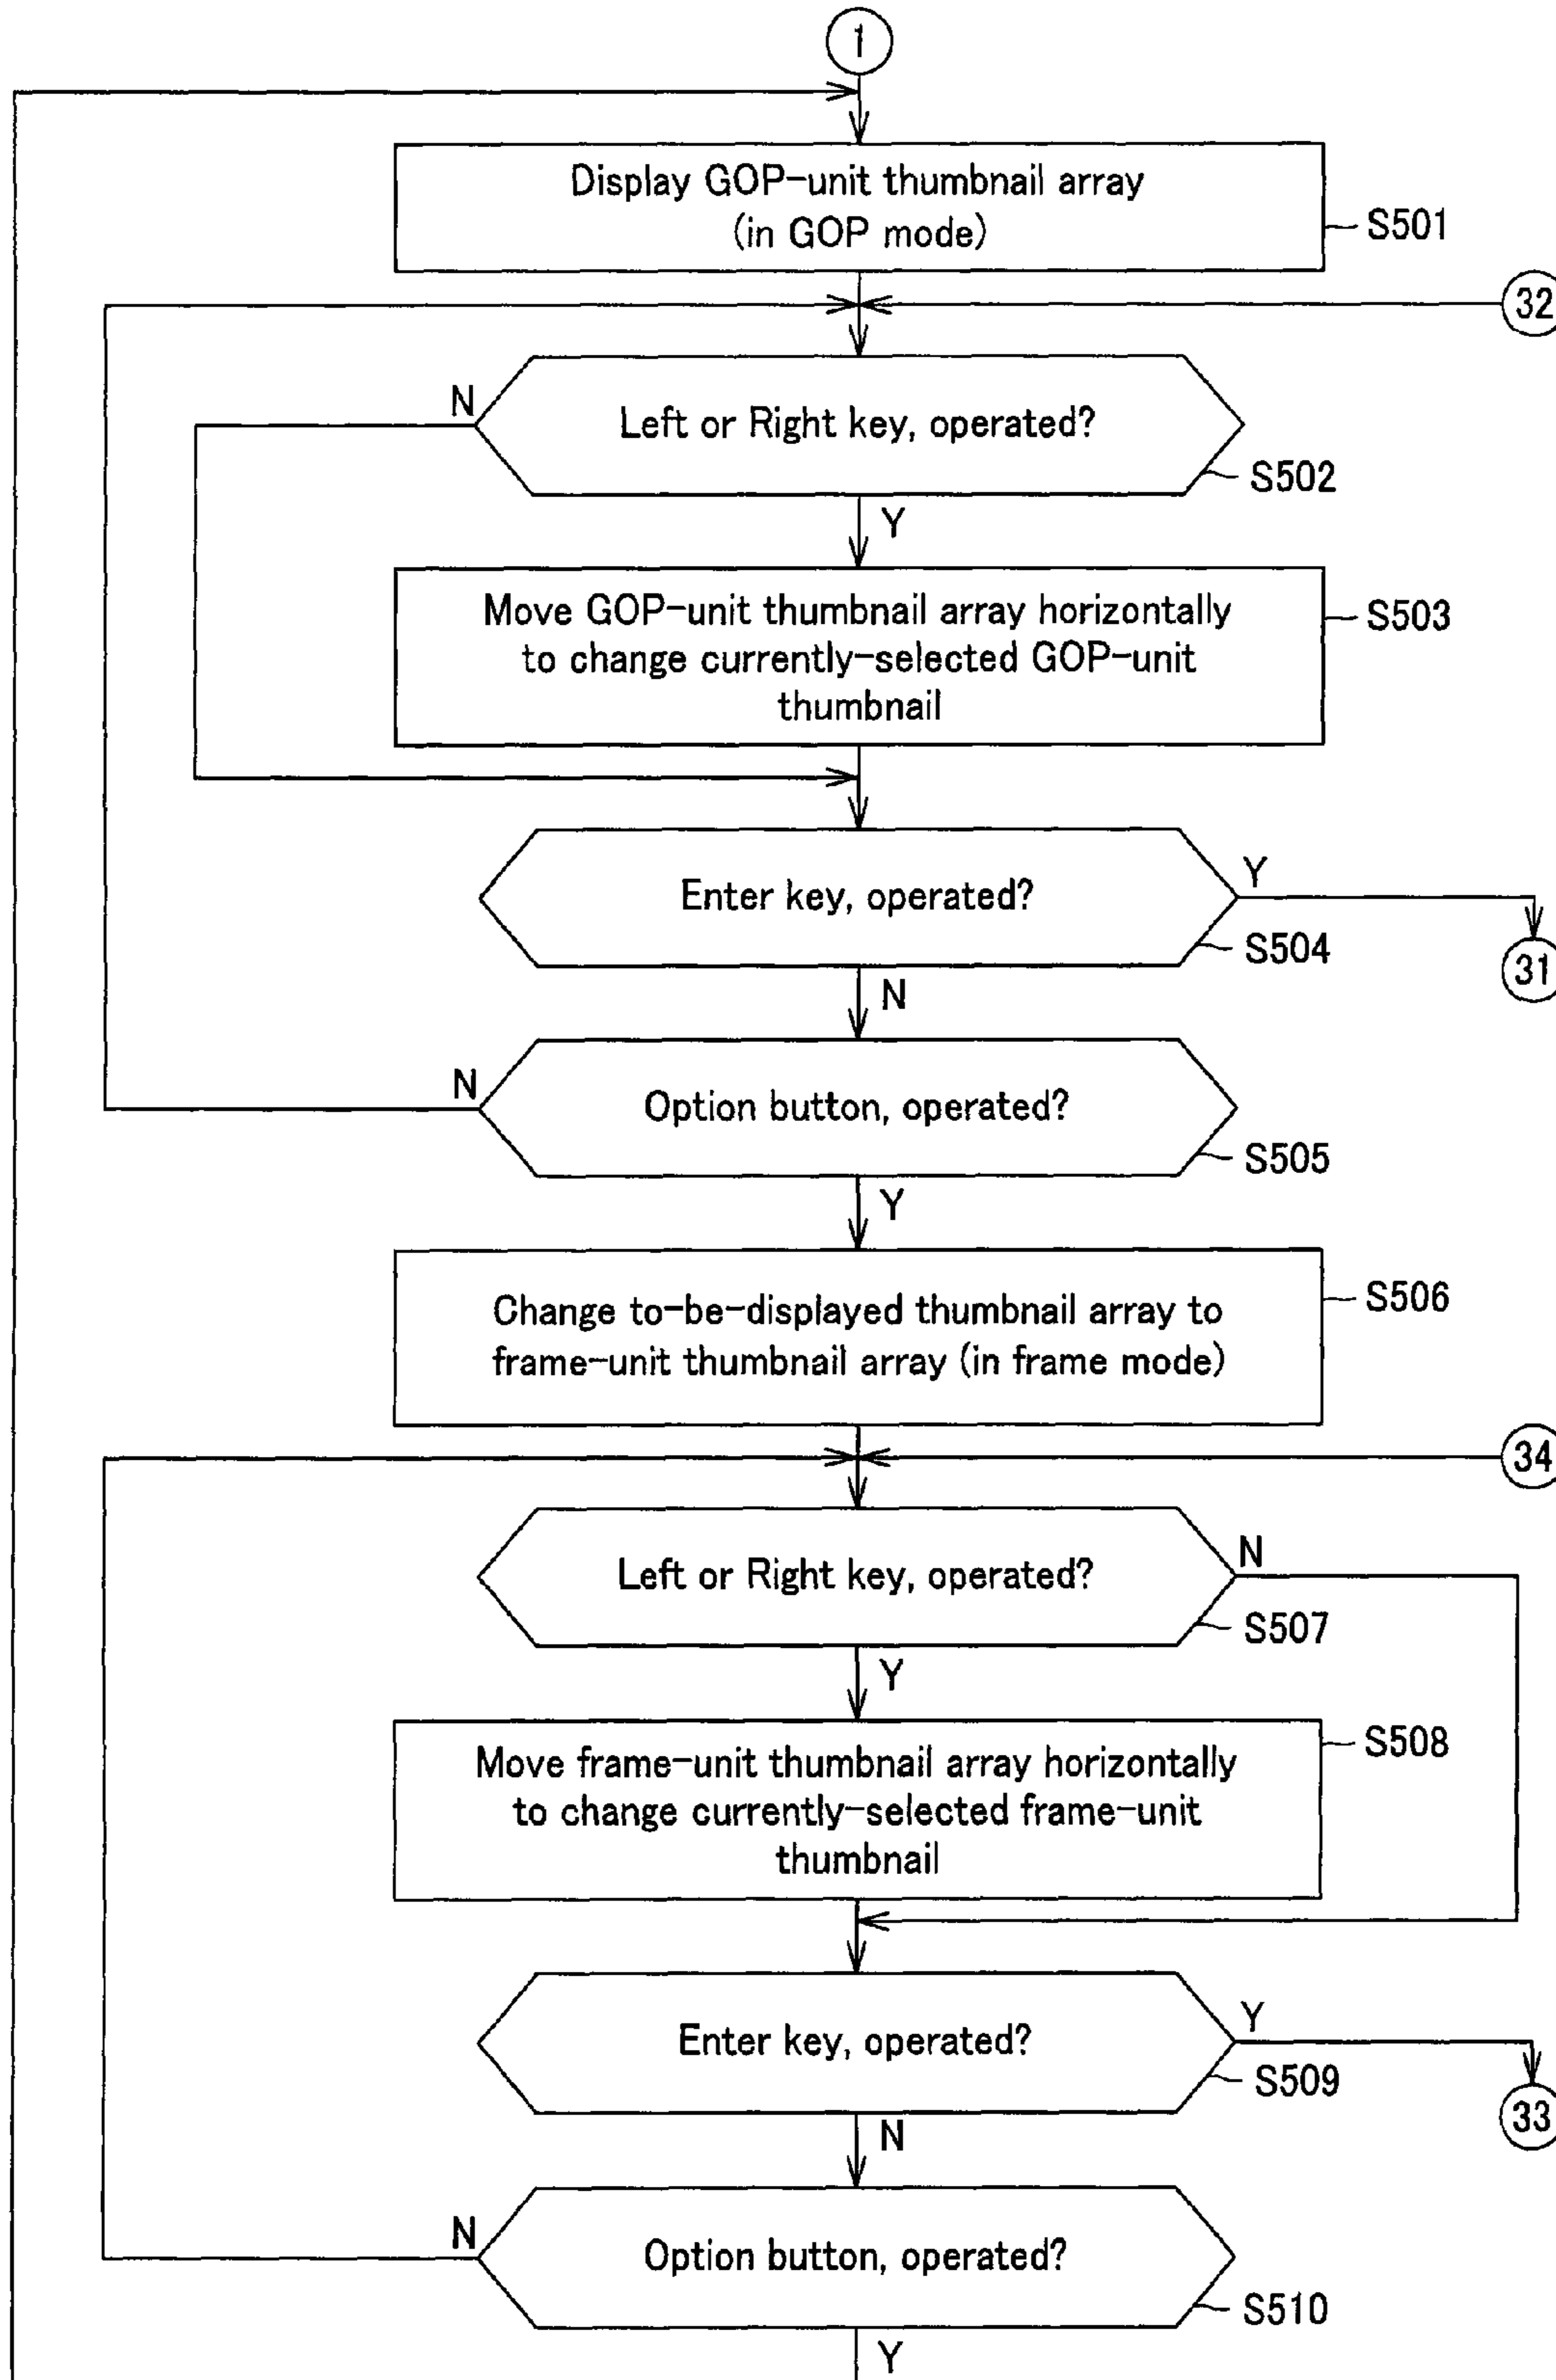 1
Display GOP-unit thumbnail array
(in GOP mode)
S501
32
N
Left or Right key, operated?
S502
Y
Move GOP-unit thumbnail array horizontally
to change currently-selected GOP-unit
thumbnail
S503
Enter key, operated?
Y
S504
31
N
N
Option button, operated?
S505
Y
Change to-be-displayed thumbnail array to
frame-unit thumbnail array (in frame mode)
S506
34
Left or Right key, operated?
N
S507
Y
Move frame-unit thumbnail array horizontally
to change currently-selected frame-unit
thumbnail
S508
Enter key, operated?
Y
S509
33
N
N
Option button, operated?
S510
Y